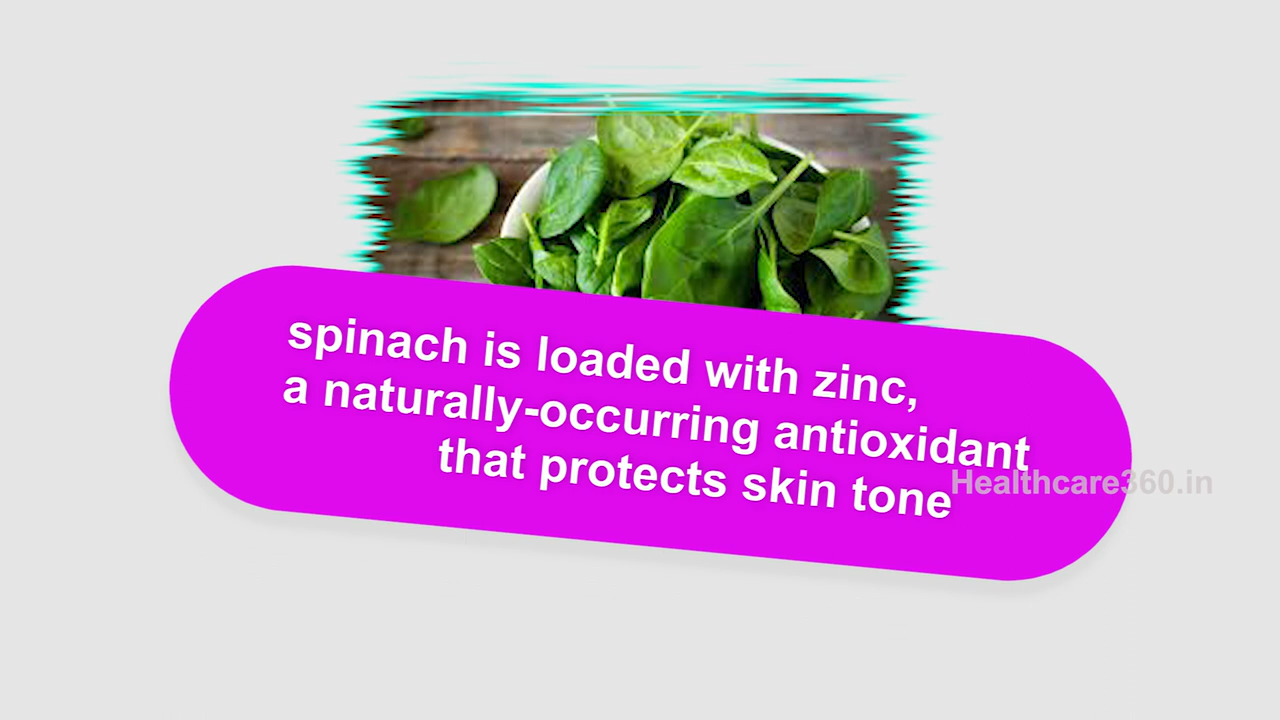 spinach is loaded with zinc,
a naturally-occurring antioxidant
that protects skin tone
Healthcare360.in